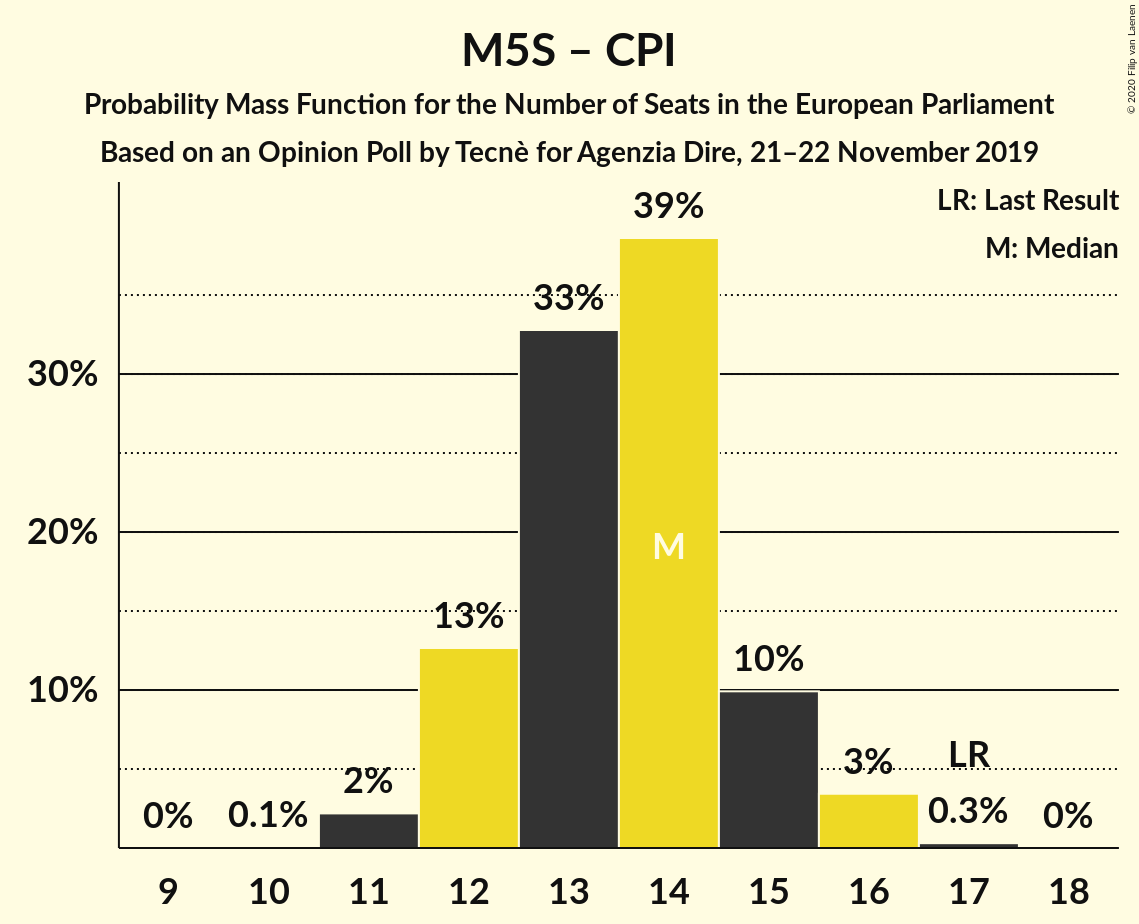 M5S – CPI
Probability Mass Function for the Number of Seats in the European Parliament
Based on an Opinion Poll by Tecnè for Agenzia Dire, 21–22 November 2019
© 2020 Filip van Laenen
LR: Last Result
M: Median
39%
33%
30%
20%
M
13%
10%
10%
LR
3%
2%
0%
0.1%
0.3%
0%
9 10 11 12 13 14 15 16 17 18